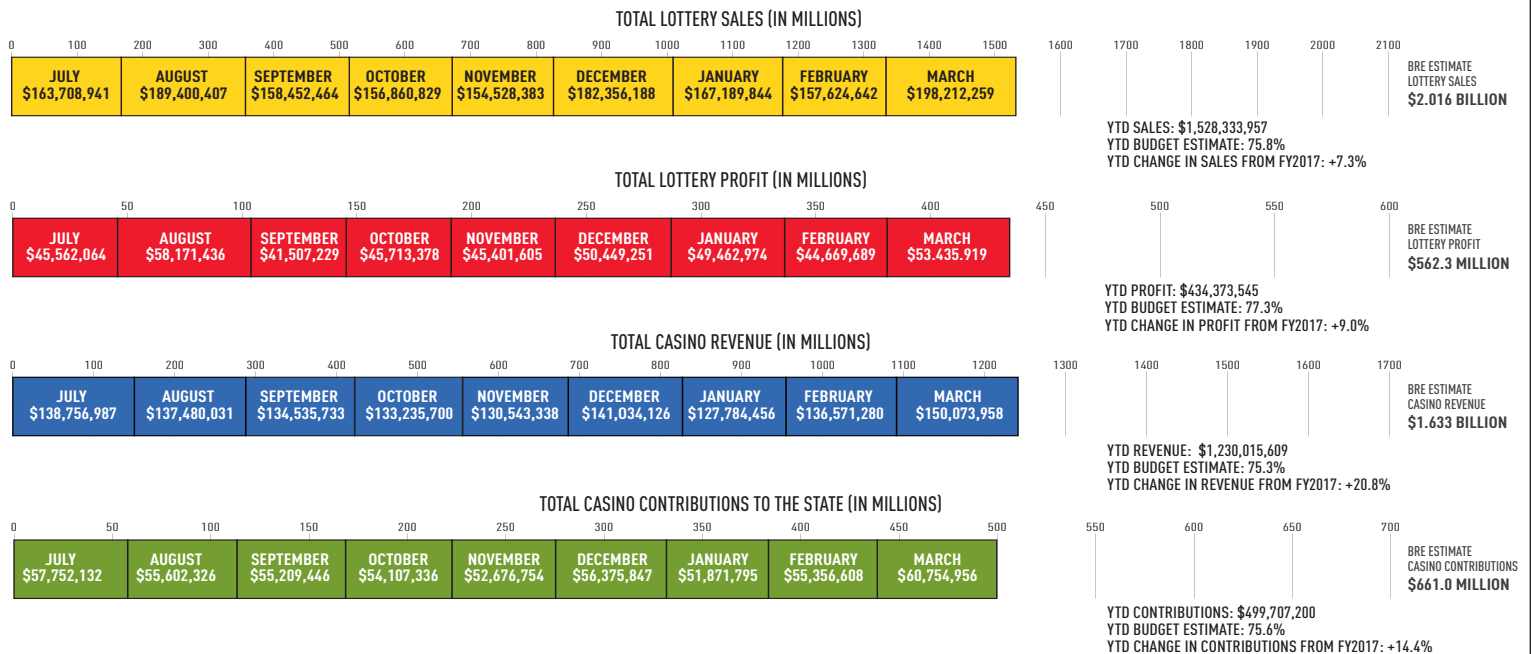 TOTAL LOTTERY SALES (IN MILLIONS)
0 100 200 300 400 500 600 700 800 900 1000 1100 1200 1300 1400 1500 1600 1700 1800 1900 2000 2100
JULY AUGUST SEPTEMBER OCTOBER NOVEMBER DECEMBER JANUARY FEBRUARY MARCH
$163,708,941 $189,400,407 $158,452,464 $156,860,829 $154,528,383 $182,356,188 $167,189,844 $157,624,642 $198,212,259
BRE ESTIMATE
LOTTERY SALES
$2.016 BILLION
YTD SALES: $1,528,333,957
YTD BUDGET ESTIMATE: 75.8%
YTD CHANGE IN SALES FROM FY2017: +7.3%
TOTAL LOTTERY PROFIT (IN MILLIONS)
0 50 100 150 200 250 300 350 400 450 500 550 600
JULY AUGUST SEPTEMBER OCTOBER NOVEMBER DECEMBER JANUARY FEBRUARY MARCH
$45,562,064 $58,171,436 $41,507,229 $45,713,378 $45,401,605 $50,449,251 $49,462,974 $44,669,689 $53.435.919
BRE ESTIMATE
LOTTERY PROFIT
$562.3 MILLION
YTD PROFIT: $434,373,545
YTD BUDGET ESTIMATE: 77.3%
YTD CHANGE IN PROFIT FROM FY2017: +9.0%
TOTAL CASINO REVENUE (IN MILLIONS)
0 100 200 300 400 500 600 700 800 900 1000 1100 1200 1300 1400 1500 1600 1700
JULY AUGUST SEPTEMBER OCTOBER NOVEMBER DECEMBER JANUARY FEBRUARY MARCH
$138,756,987 $137,480,031 $134,535,733 $133,235,700 $130,543,338 $141,034,126 $127,784,456 $136,571,280 $150,073,958
BRE ESTIMATE
CASINO REVENUE
$1.633 BILLION
YTD REVENUE: $1,230,015,609
YTD BUDGET ESTIMATE: 75.3%
YTD CHANGE IN REVENUE FROM FY2017: +20.8%
TOTAL CASINO CONTRIBUTIONS TO THE STATE (IN MILLIONS)
0 50 100 150 200 250 300 350 400 450 500 550 600 650 700
JULY AUGUST SEPTEMBER OCTOBER NOVEMBER DECEMBER JANUARY FEBRUARY MARCH
$57,752,132 $55,602,326 $55,209,446 $54,107,336 $52,676,754 $56,375,847 $51,871,795 $55,356,608 $60,754,956
BRE ESTIMATE
CASINO CONTRIBUTIONS
$661.0 MILLION
YTD CONTRIBUTIONS: $499,707,200
YTD BUDGET ESTIMATE: 75.6%
YTD CHANGE IN CONTRIBUTIONS FROM FY2017: +14.4%